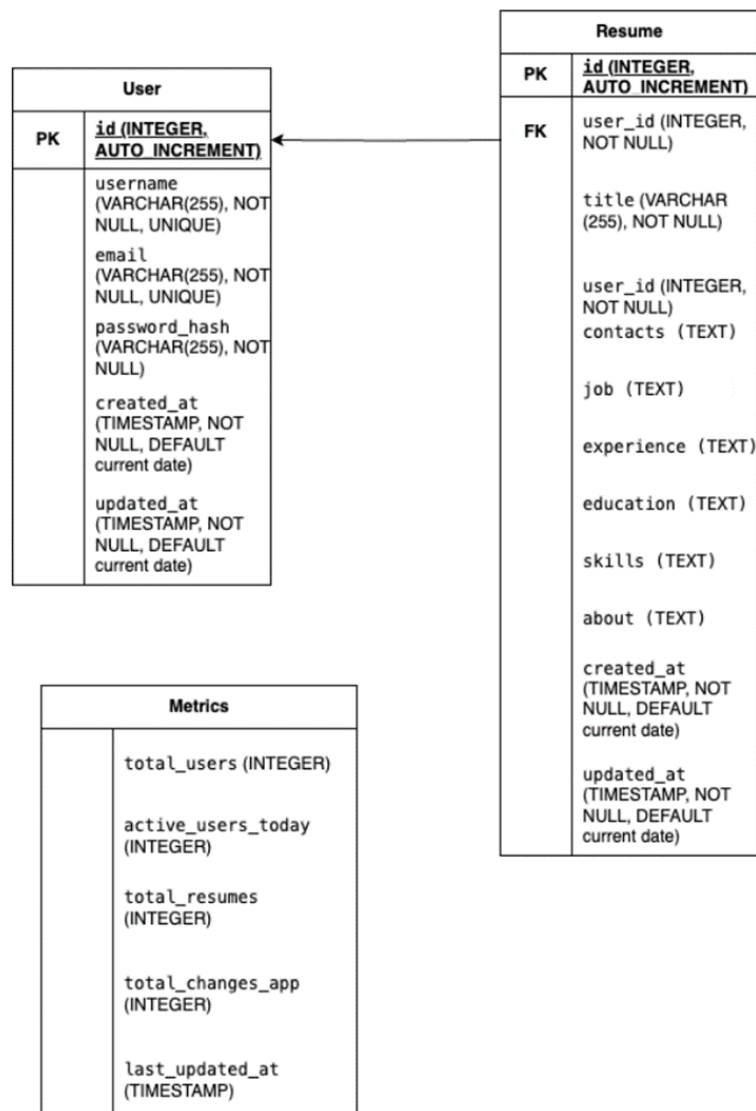 User
PK
id (INTEGER,
AUTO_INCREMENT)
username
(VARCHAR(255), NOT
NULL, UNIQUE)
email
(VARCHAR(255), NOT
NULL, UNIQUE)
password_hash
(VARCHAR(255), NOT
NULL)
created_at
(TIMESTAMP, NOT
NULL, DEFAULT
current date)
updated_at
(TIMESTAMP, NOT
NULL, DEFAULT
current date)
Resume
PK
id (INTEGER,
AUTO_INCREMENT)
FK
user_id (INTEGER,
NOT NULL)
title (VARCHAR
(255), NOT NULL)
user_id (INTEGER,
NOT NULL)
contacts (TEXT)
job (TEXT)
experience (TEXT)
education (TEXT)
skills (TEXT)
about (TEXT)
created_at
(TIMESTAMP, NOT
NULL, DEFAULT
current date)
updated_at
(TIMESTAMP, NOT
NULL, DEFAULT
current date)
Metrics
total_users (INTEGER)
active_users_today
(INTEGER)
total_resumes
(INTEGER)
total_changes_app
(INTEGER)
last_updated_at
(TIMESTAMP)